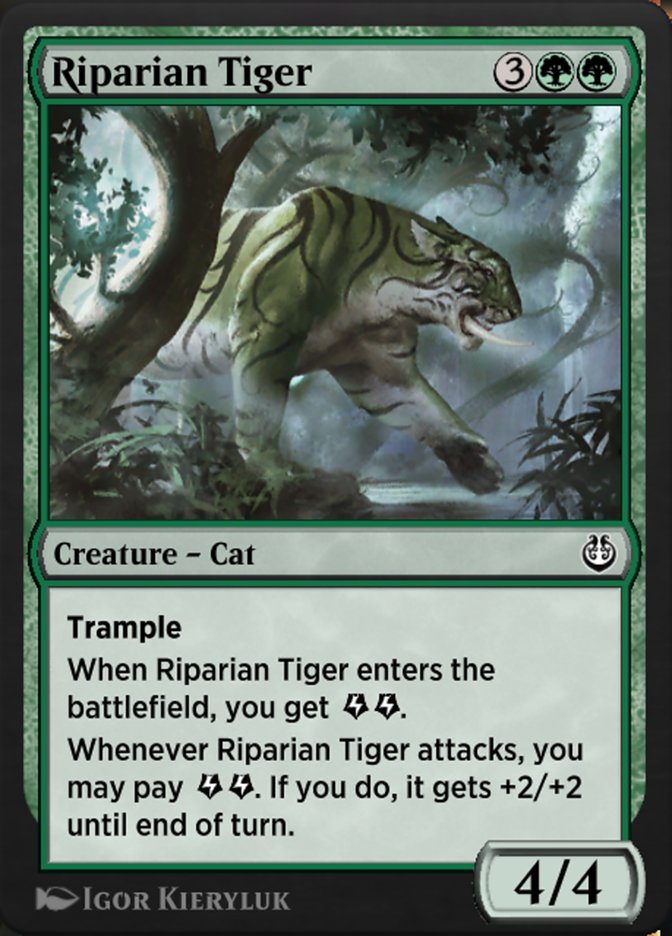 Riparian Tiger 3
Creature – Cat
Trample
When Riparian Tiger enters the
battlefield, you get .
Whenever Riparian Tiger attacks, you
may pay . If you do, it gets +2/+2
until end of turn.
4/4
Igor Kieryluk